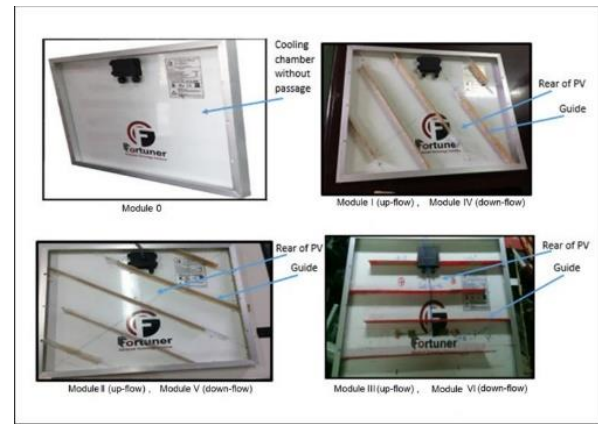 Cooling
chamber
without
passage
Fortuner
Module 0
Rear of PV
Guide
Fortuner
Module I (up-flow) , Module IV (down-flow)
Rear of PV
Guide
Fortuner
Module II (up-flow) , Module V (down-flow)
Rear of PV
Guide
Fortuner
Module III (up-flow) , Module VI (down-flow)